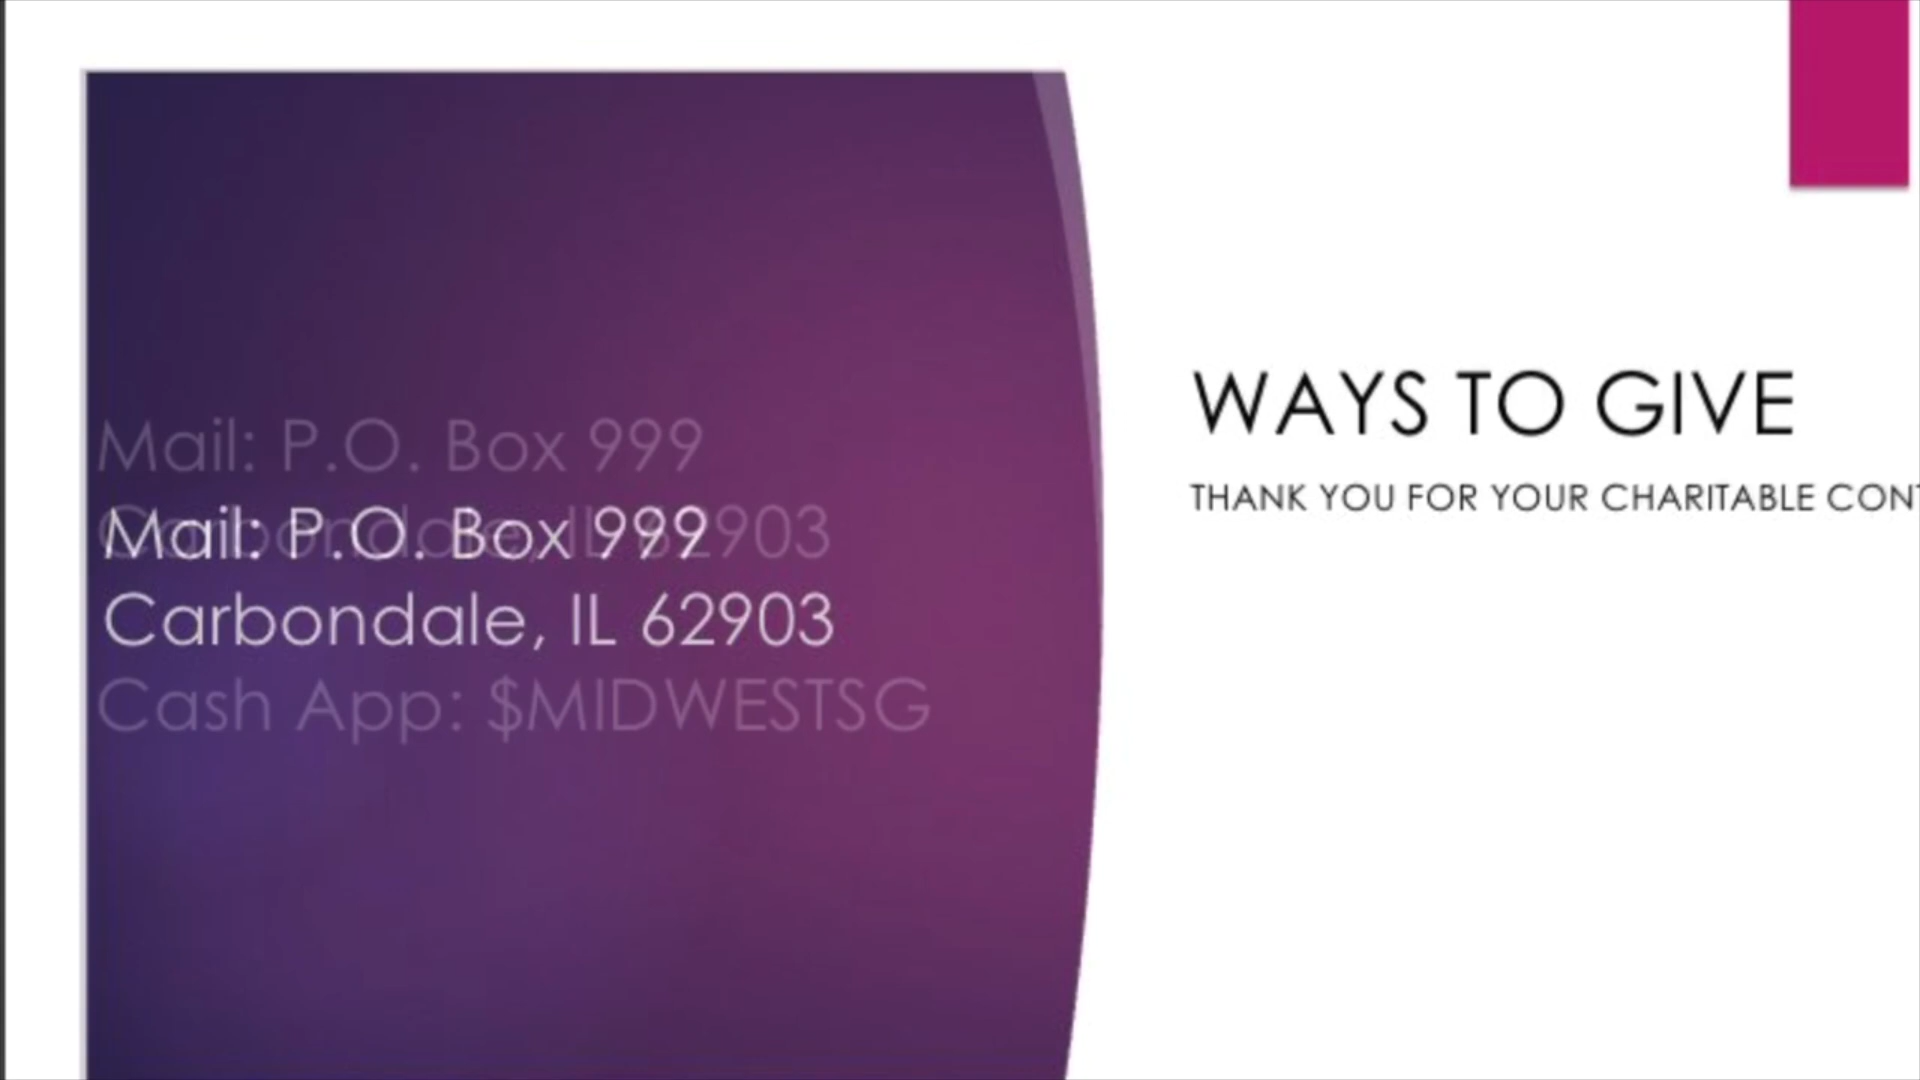 Mail: P.O. Box 999
Carbondale, IL 62903
Mail: P.O. Box 999
Carbondale, IL 62903
Cash App: $MIDWESTSG
WAYS TO GIVE
THANK YOU FOR YOUR CHARITABLE